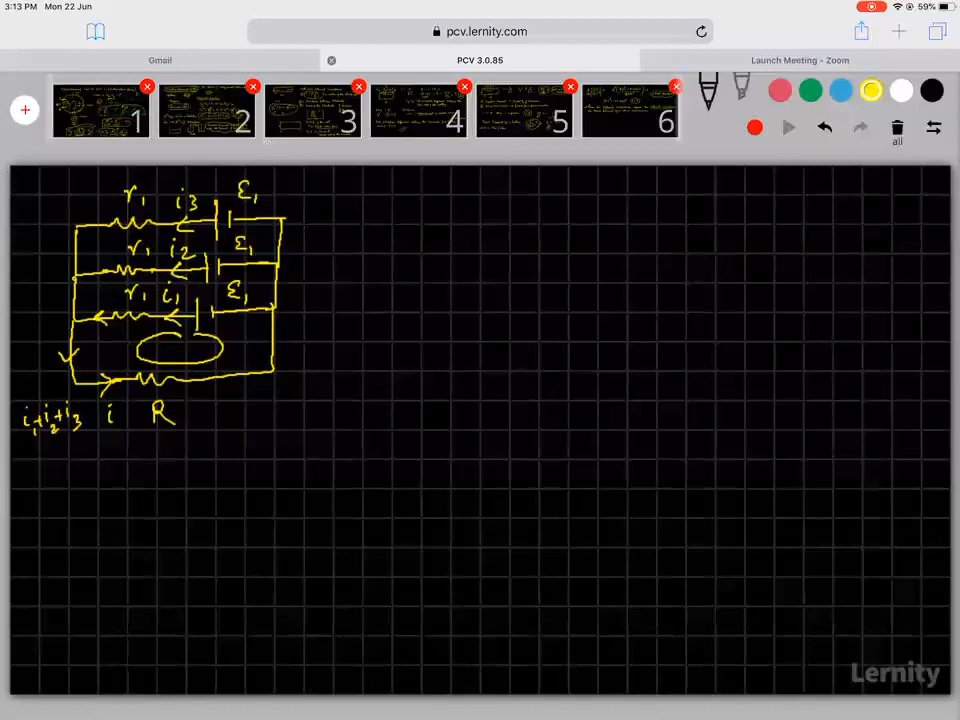 3:13 PM Mon 22 Jun
59%
pcv.lernity.com
Gmail
PCV 3.0.85
Launch Meeting - Zoom
1 2 3 4 5 6
all
r₁ i3 ε₁
r₁ i2 ε₁
r₁ i₁ ε₁
i₁+i₂+i₃ i R
Lernity